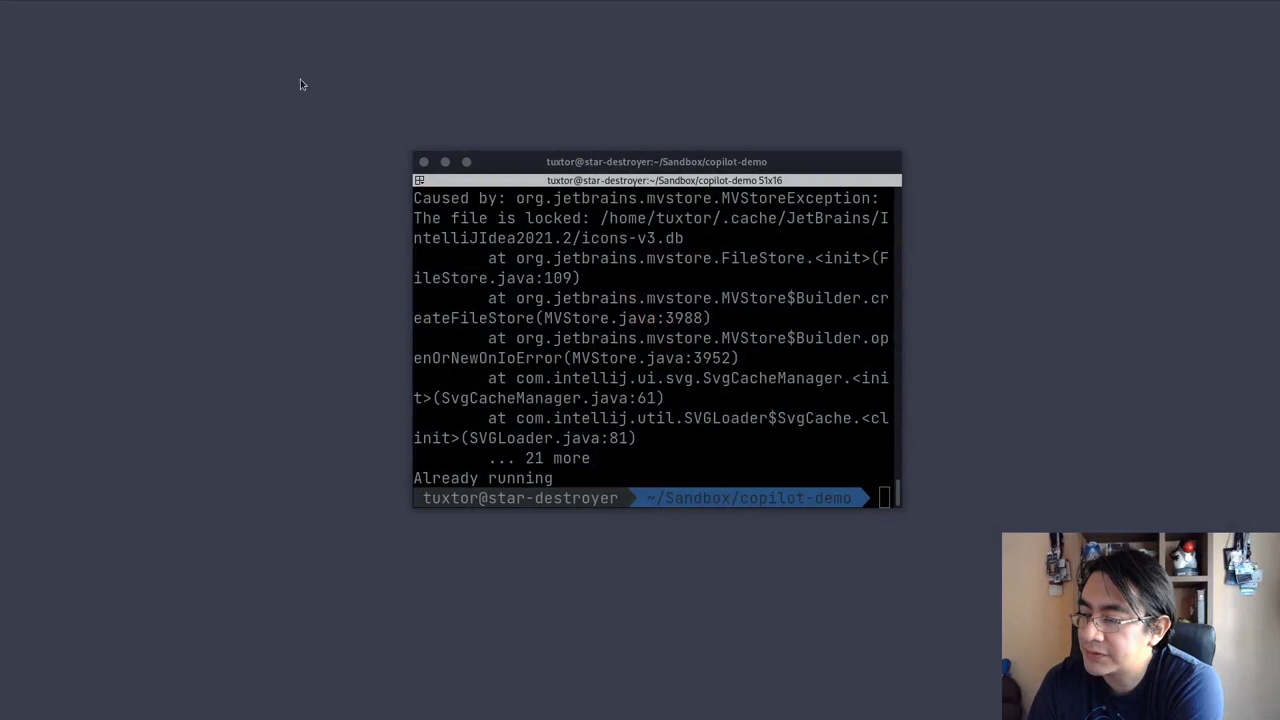 tuxtor@star-destroyer:~/Sandbox/copilot-demo
tuxtor@star-destroyer:~/Sandbox/copilot-demo 51x16
Caused by: org.jetbrains.mvstore.MVStoreException:
The file is locked: /home/tuxtor/.cache/JetBrains/I
ntelliJIdea2021.2/icons-v3.db
at org.jetbrains.mvstore.FileStore.<init>(F
ileStore.java:109)
at org.jetbrains.mvstore.MVStore$Builder.cr
eateFileStore(MVStore.java:3988)
at org.jetbrains.mvstore.MVStore$Builder.op
enOrNewOnIoError(MVStore.java:3952)
at com.intellij.ui.svg.SvgCacheManager.<ini
t>(SvgCacheManager.java:61)
at com.intellij.util.SVGLoader$SvgCache.<cl
init>(SVGLoader.java:81)
... 21 more
Already running
tuxtor@star-destroyer ~/Sandbox/copilot-demo